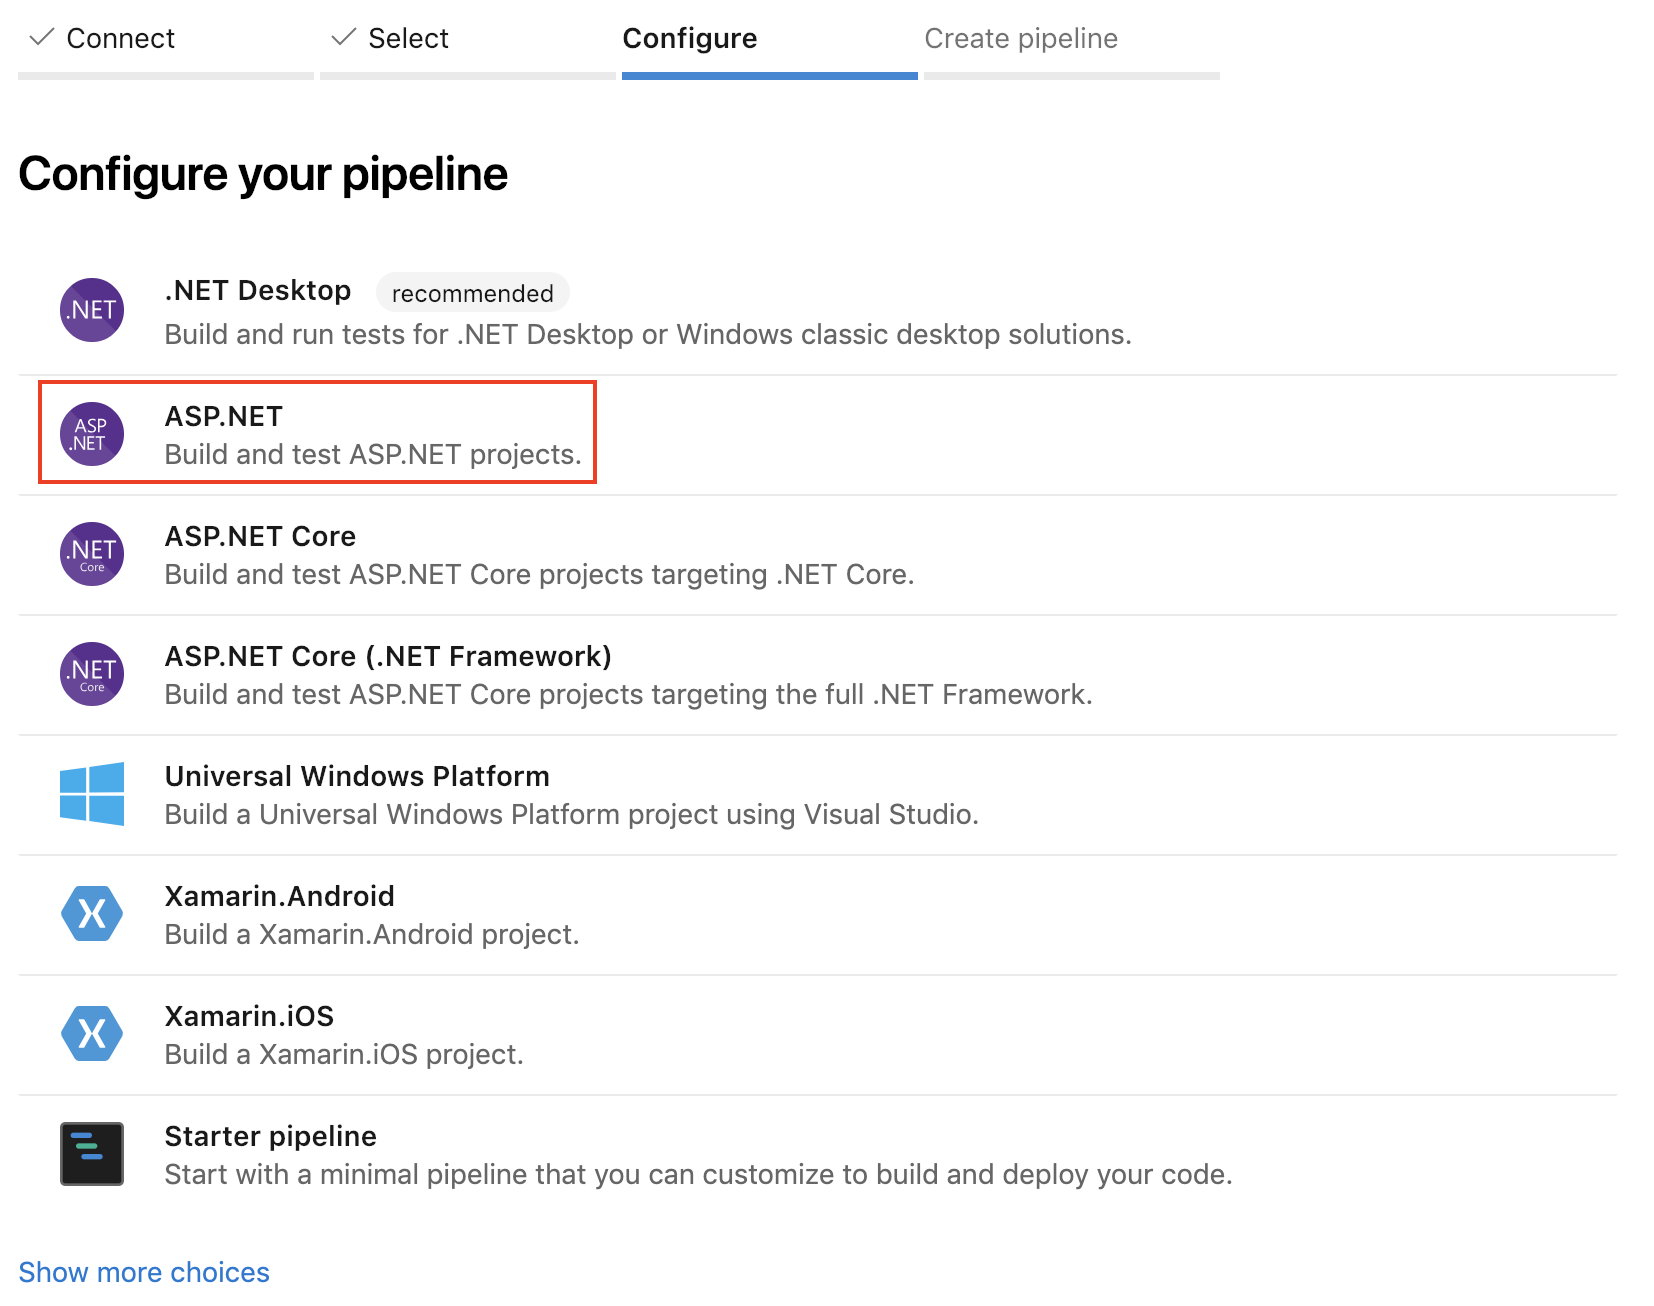 Connect
Select
Configure
Create pipeline
Configure your pipeline
.NET
.NET Desktop
recommended
Build and run tests for .NET Desktop or Windows classic desktop solutions.
ASP
.NET
ASP.NET
Build and test ASP.NET projects.
.NET
Core
ASP.NET Core
Build and test ASP.NET Core projects targeting .NET Core.
.NET
Core
ASP.NET Core (.NET Framework)
Build and test ASP.NET Core projects targeting the full .NET Framework.
Universal Windows Platform
Build a Universal Windows Platform project using Visual Studio.
Xamarin.Android
Build a Xamarin.Android project.
Xamarin.iOS
Build a Xamarin.iOS project.
Starter pipeline
Start with a minimal pipeline that you can customize to build and deploy your code.
Show more choices